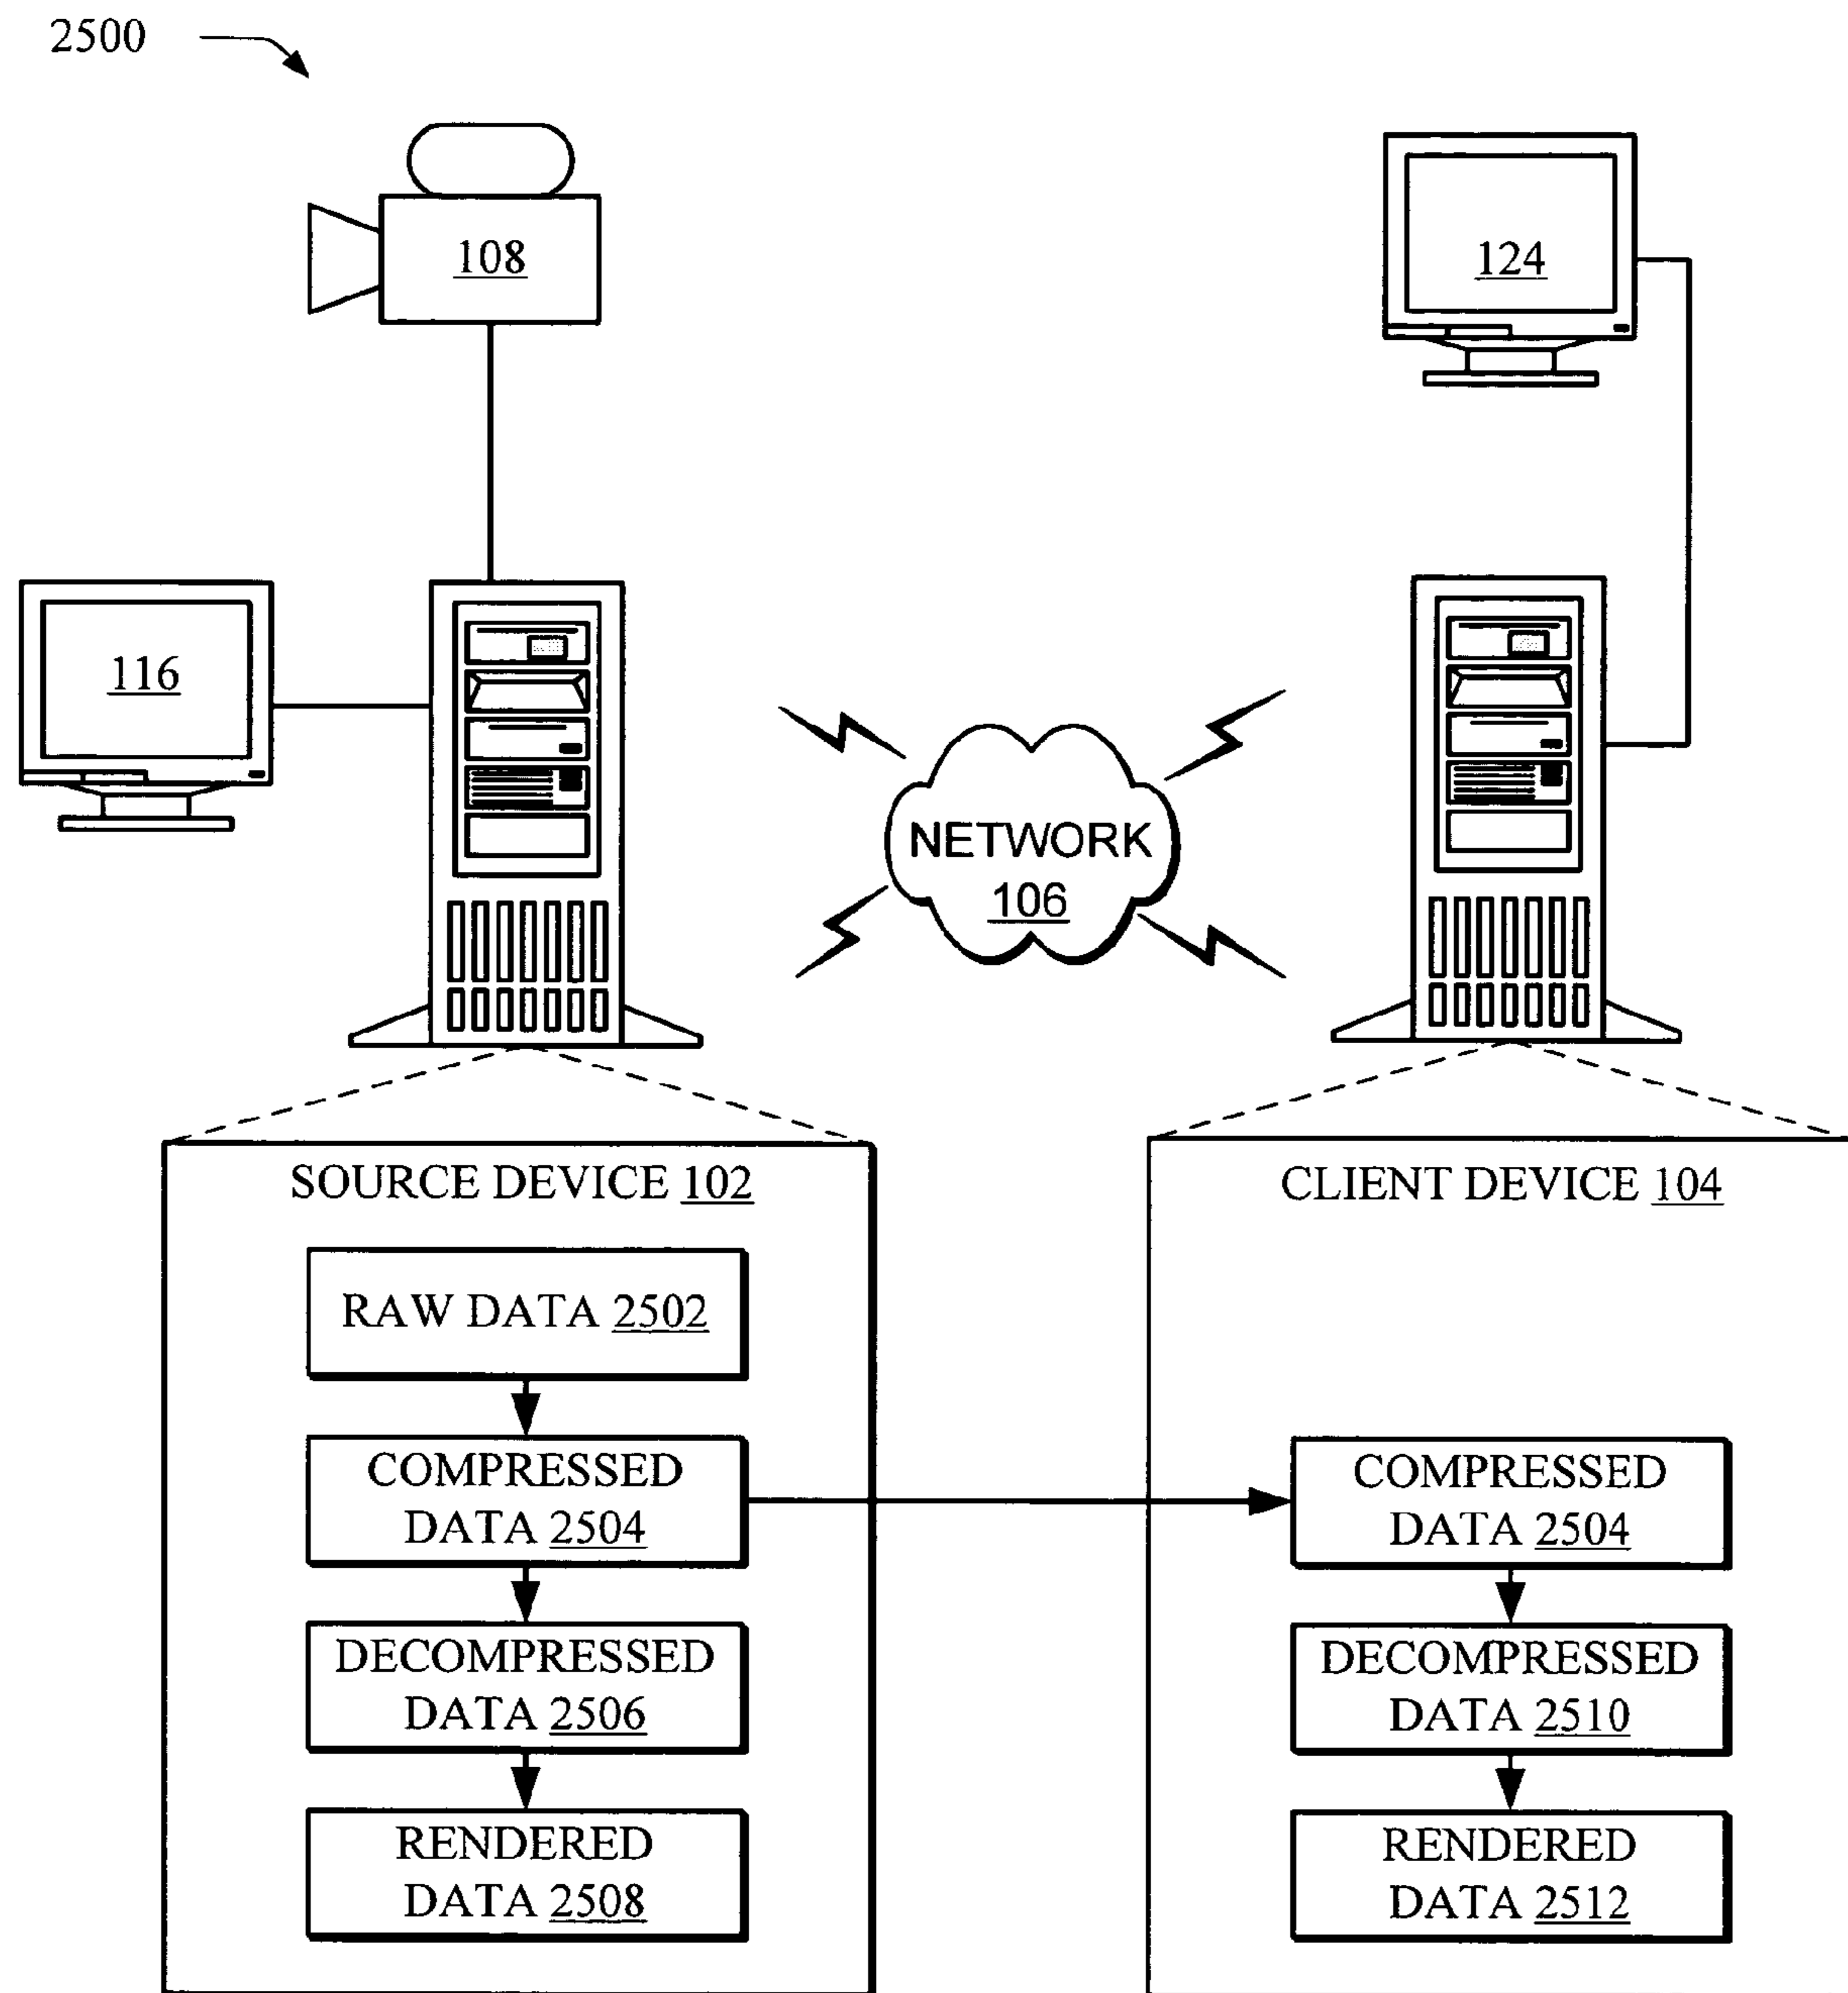 2500
108
124
116
NETWORK
106
SOURCE DEVICE 102
RAW DATA 2502
COMPRESSED
DATA 2504
DECOMPRESSED
DATA 2506
RENDERED
DATA 2508
CLIENT DEVICE 104
COMPRESSED
DATA 2504
DECOMPRESSED
DATA 2510
RENDERED
DATA 2512